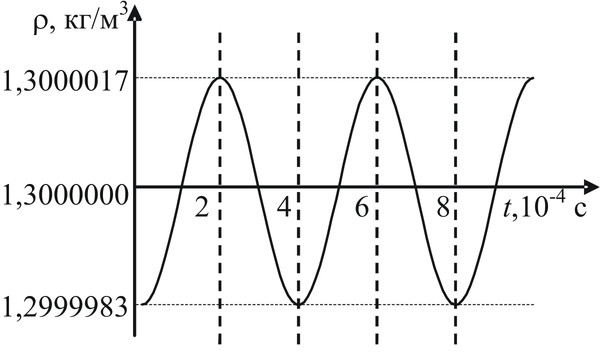 ρ, кг/м³
1,3000017
1,3000000
2 4 6 8 t,10⁻⁴ с
1,2999983